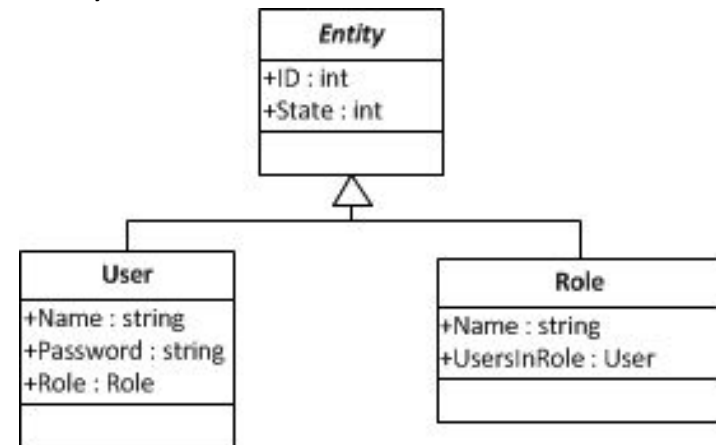 Entity
+ID : int
+State : int
User
+Name : string
+Password : string
+Role : Role
Role
+Name : string
+UsersInRole : User